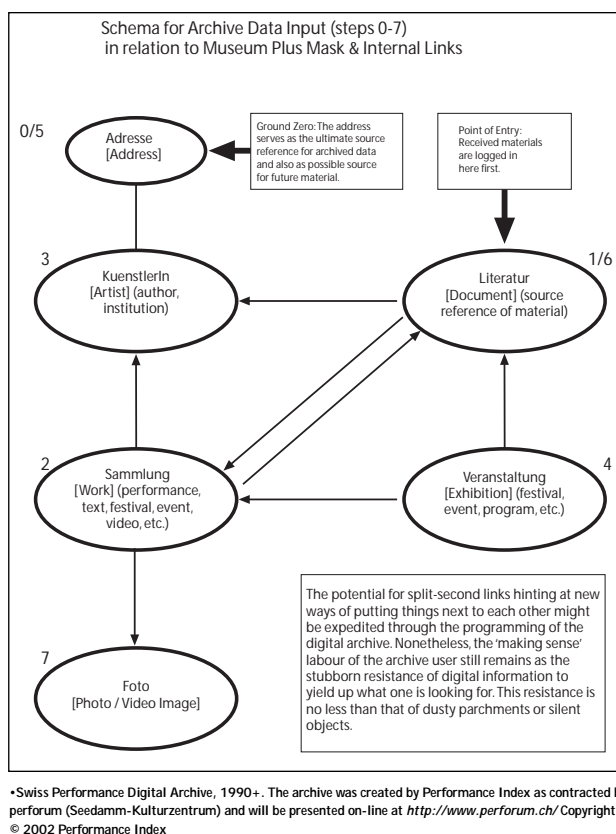 Schema for Archive Data Input (steps 0-7)
in relation to Museum Plus Mask & Internal Links
0/5
Adresse
[Address]
Ground Zero: The address
serves as the ultimate source
reference for archived data
and also as possible source
for future material.
Point of Entry:
Received materials
are logged in
here first.
3
KuenstlerIn
[Artist] (author,
institution)
1/6
Literatur
[Document] (source
reference of material)
2
Sammlung
[Work] (performance,
text, festival, event,
video, etc.)
4
Veranstaltung
[Exhibition] (festival,
event, program, etc.)
The potential for split-second links hinting at new
ways of putting things next to each other might
be expedited through the programming of the
digital archive. Nonetheless, the 'making sense'
labour of the archive user still remains as the
stubborn resistance of digital information to
yield up what one is looking for. This resistance is
no less than that of dusty parchments or silent
objects.
7
Foto
[Photo / Video Image]
•Swiss Performance Digital Archive, 1990+. The archive was created by Performance Index as contracted
perforum (Seedamm-Kulturzentrum) and will be presented on-line at http://www.perforum.ch/ Copyright
© 2002 Performance Index